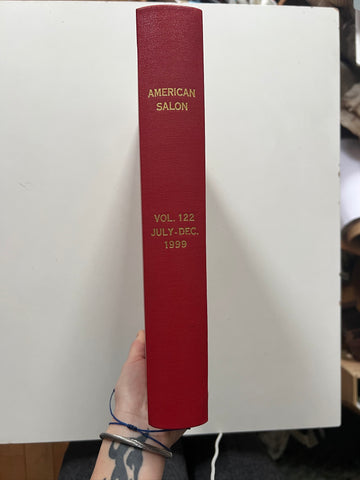 AMERICAN
SALON
VOL. 122
JULY-DEC.
1999